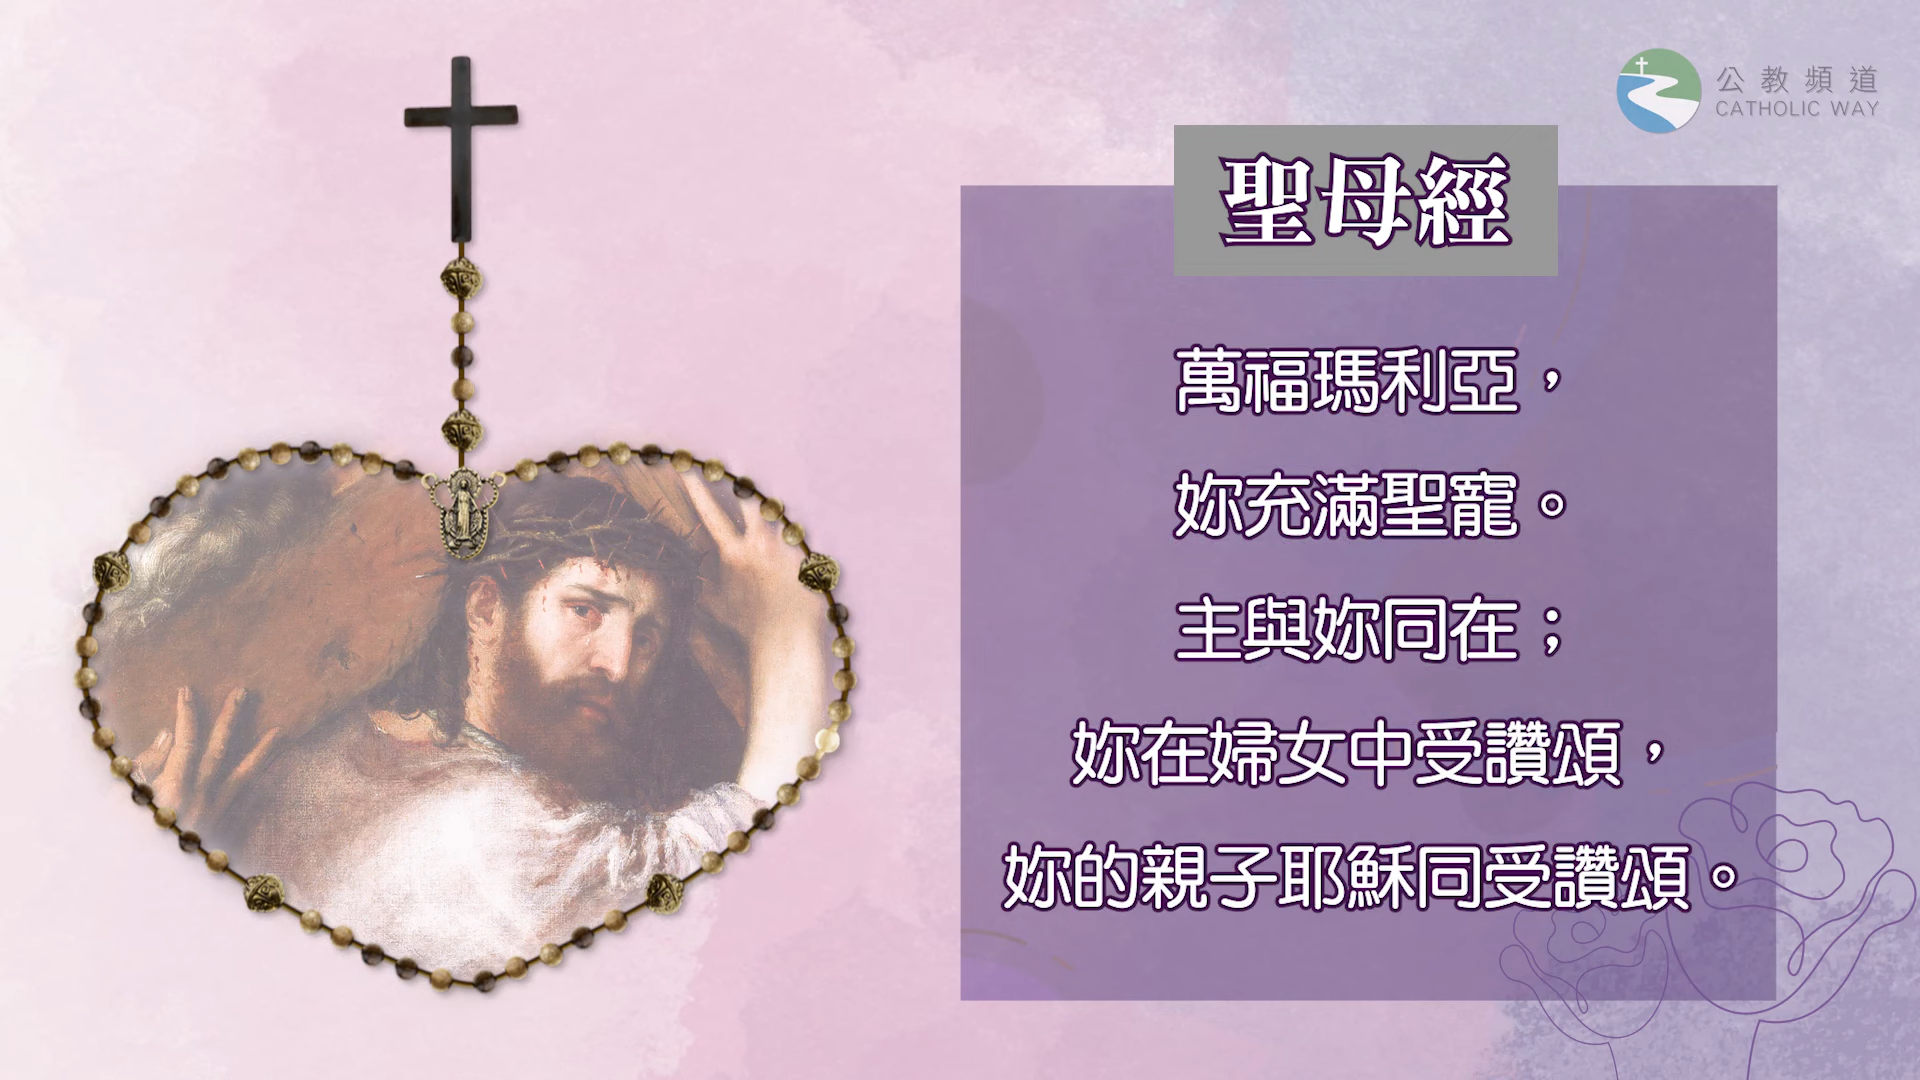 公教頻道
CATHOLIC WAY
聖母經
萬福瑪利亞，
妳充滿聖寵。
主與妳同在；
妳在婦女中受讚頌，
妳的親子耶穌同受讚頌。